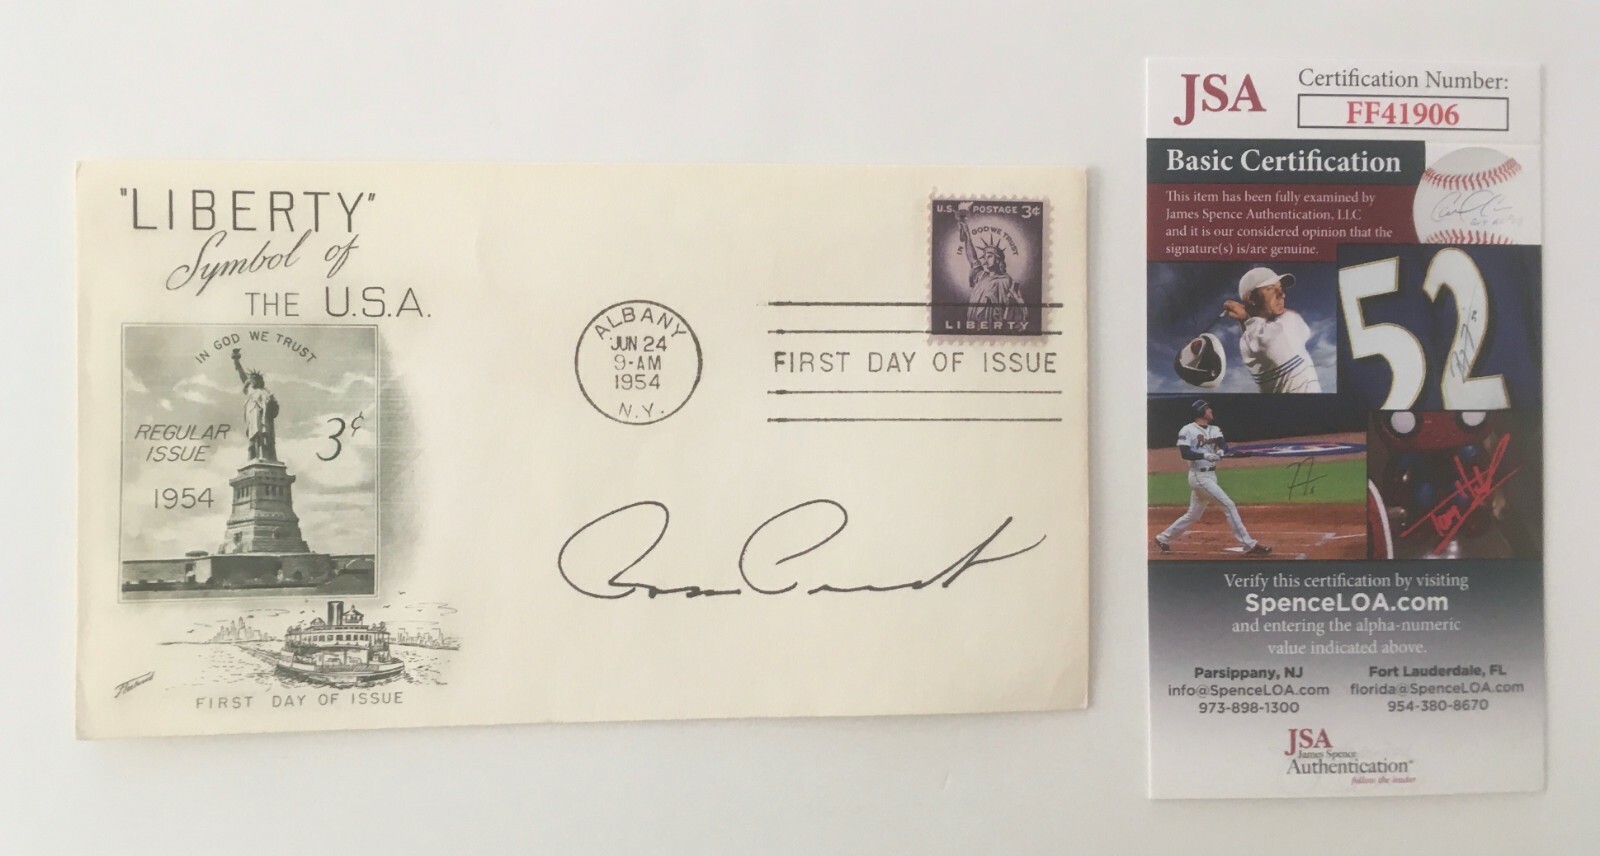 "LIBERTY"
Symbol of
THE U.S.A.
IN GOD WE TRUST
REGULAR
ISSUE
3¢
1954
Fleetwood
FIRST DAY OF ISSUE
ALBANY
JUN 24
9-AM
1954
N.Y.
U.S. POSTAGE 3¢
IN GOD WE TRUST
LIBERTY
FIRST DAY OF ISSUE
JSA
Certification Number:
FF41906
Basic Certification
This item has been fully examined by
James Spence Authentication, LLC
and it is our considered opinion that the
signature(s) is/are genuine.
52
Verify this certification by visiting
SpenceLOA.com
and entering the alpha-numeric
value indicated above.
Parsippany, NJ
info@SpenceLOA.com
973-898-1300
Fort Lauderdale, FL
florida@SpenceLOA.com
954-380-8670
JSA
James Spence
Authentication
follow the leader